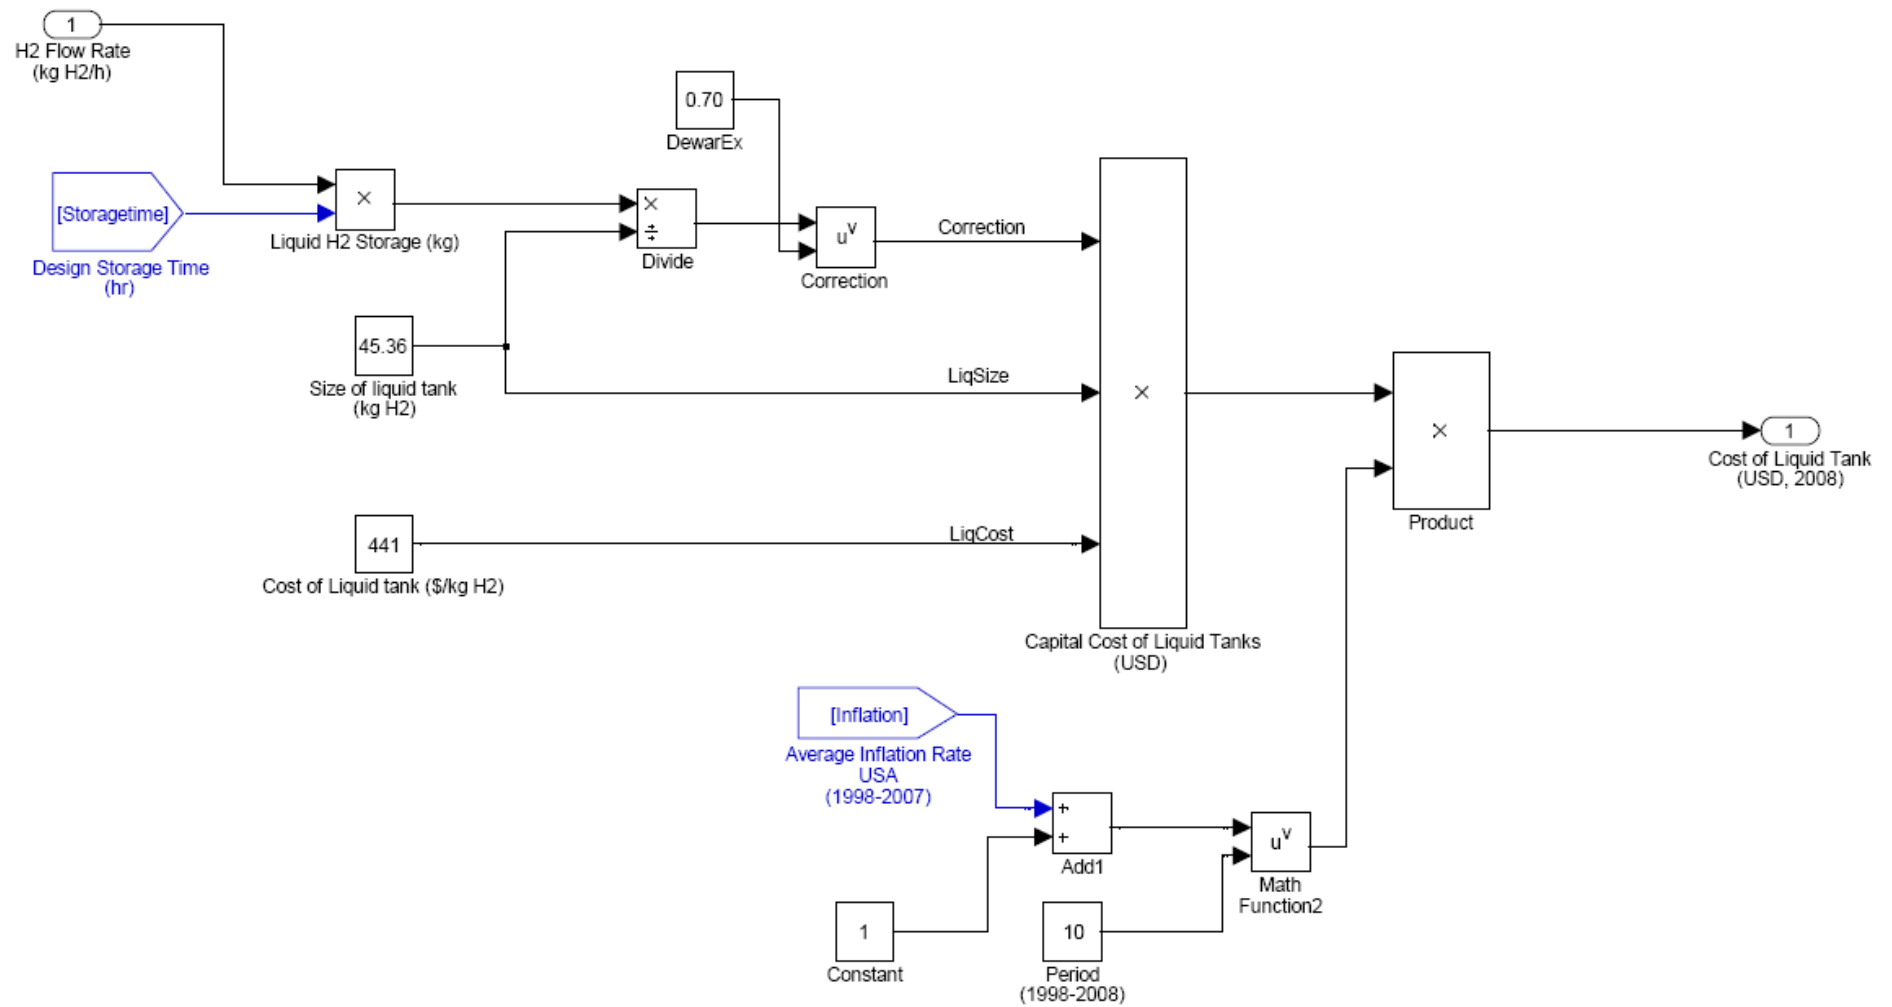 1
H2 Flow Rate
(kg H2/h)
0.70
DewarEx
[Storagetime]
Design Storage Time
(hr)
×
Liquid H2 Storage (kg)
×
÷
Divide
u^v
Correction
Correction
45.36
Size of liquid tank
(kg H2)
LiqSize
441
Cost of Liquid tank ($/kg H2)
LiqCost
×
Capital Cost of Liquid Tanks
(USD)
×
Product
1
Cost of Liquid Tank
(USD, 2008)
[Inflation]
Average Inflation Rate
USA
(1998-2007)
+
+
Add1
1
Constant
10
Period
(1998-2008)
u^v
Math
Function2